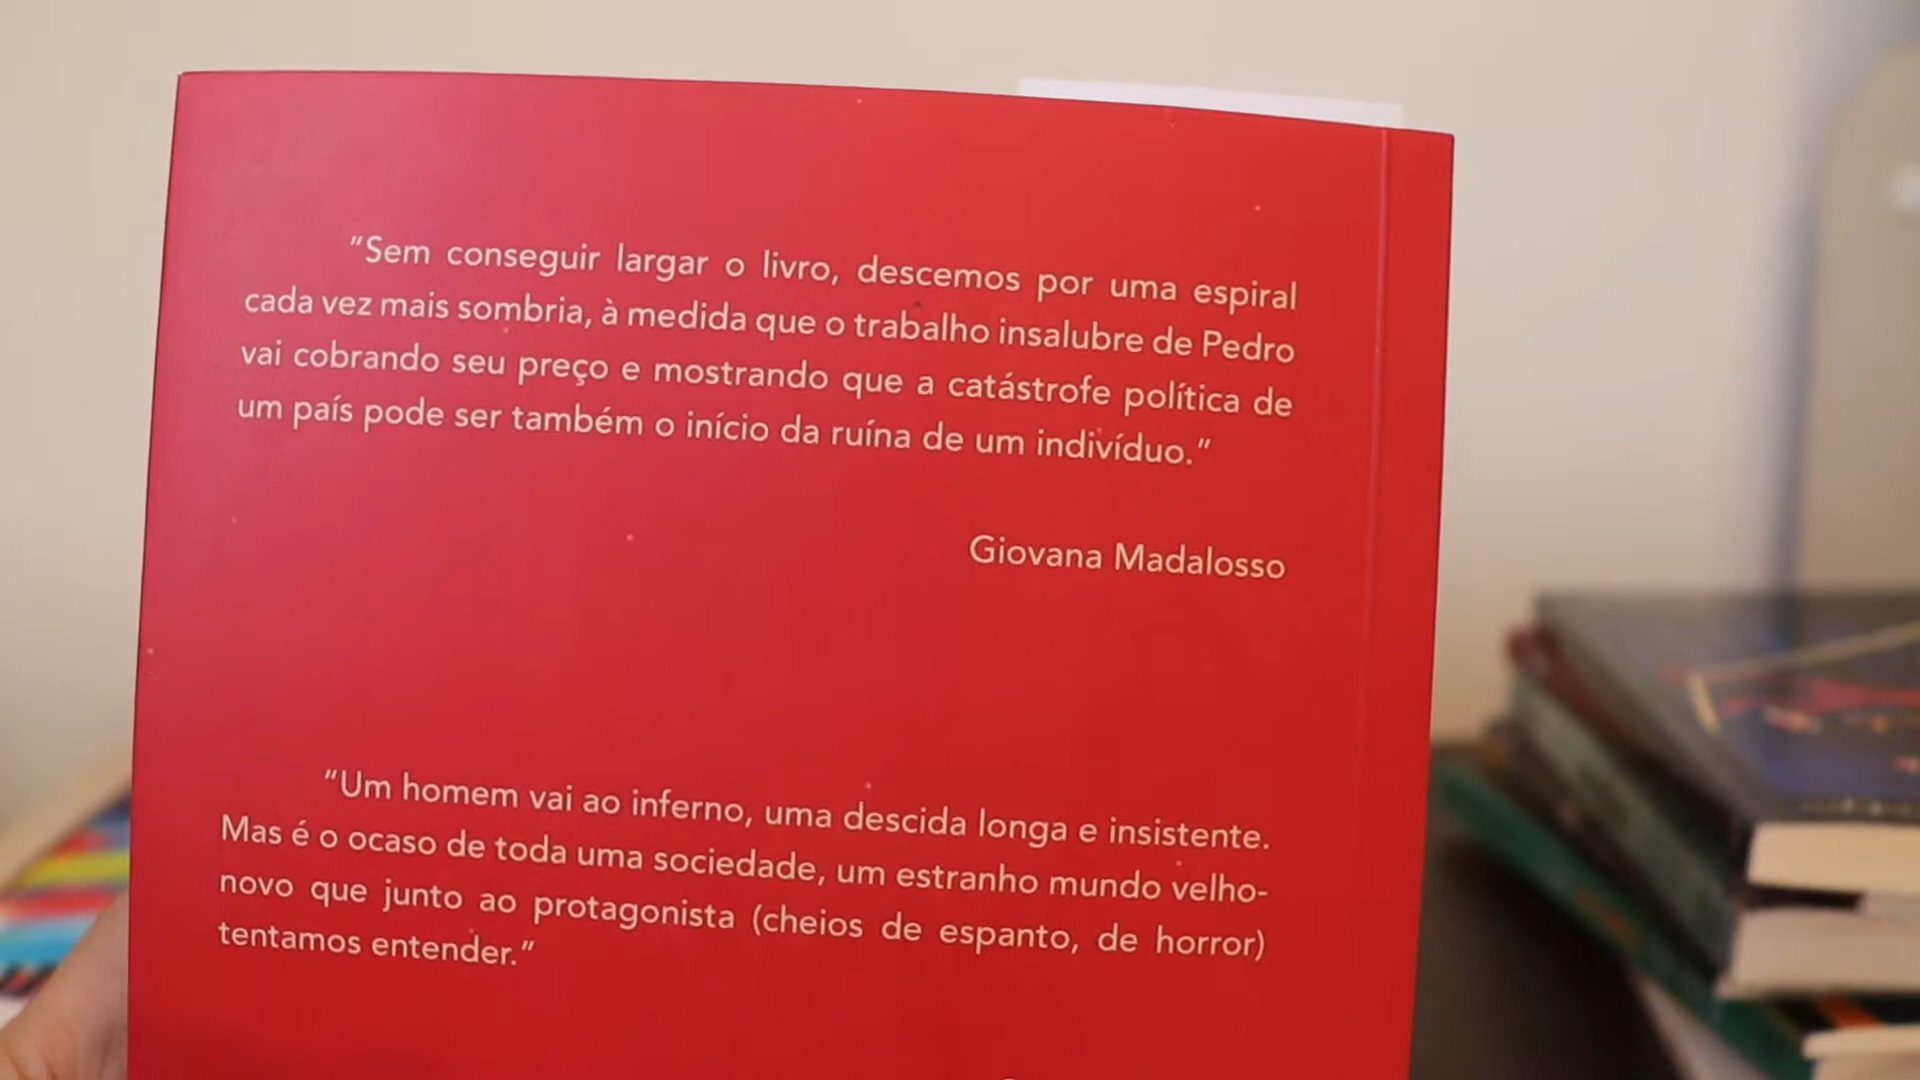 "Sem conseguir largar o livro, descemos por uma espiral
cada vez mais sombria, à medida que o trabalho insalubre de Pedro
vai cobrando seu preço e mostrando que a catástrofe política de
um país pode ser também o início da ruína de um indivíduo."
Giovana Madalosso
"Um homem vai ao inferno, uma descida longa e insistente.
Mas é o ocaso de toda uma sociedade, um estranho mundo velho-
novo que junto ao protagonista (cheios de espanto, de horror)
tentamos entender."